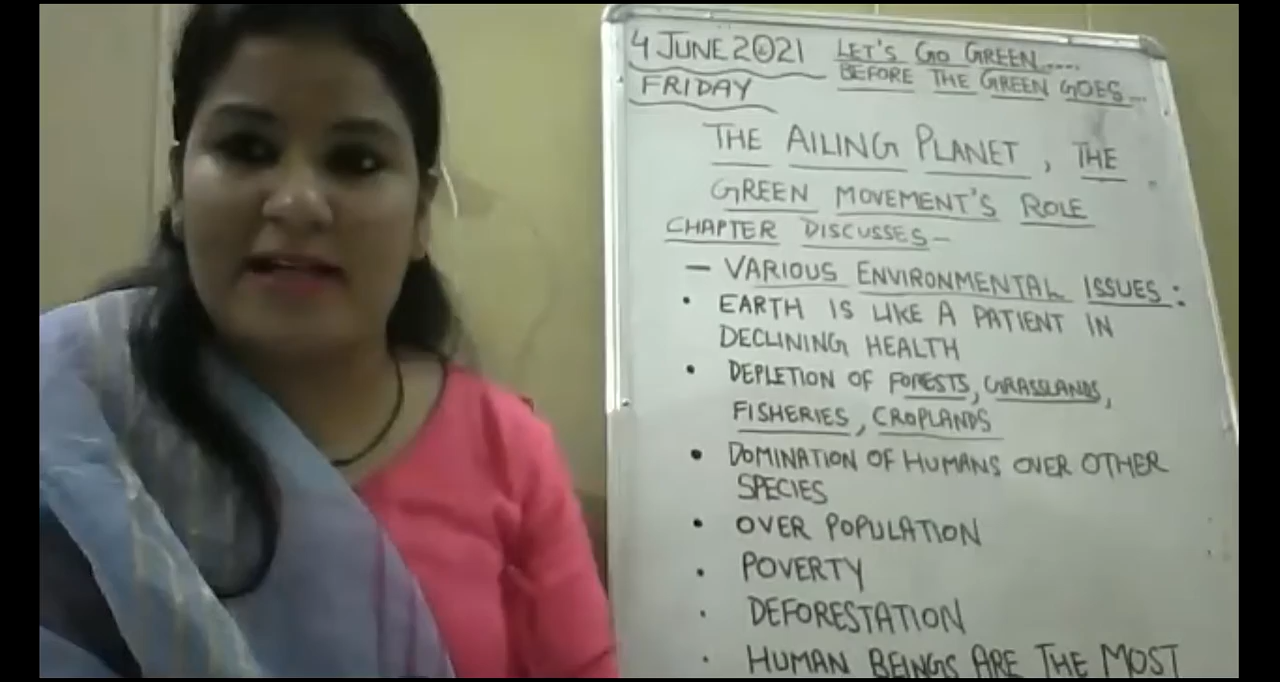 4 JUNE 2021
FRIDAY
LET'S GO GREEN....
BEFORE THE GREEN GOES...
THE AILING PLANET, THE
GREEN MOVEMENT'S ROLE
CHAPTER DISCUSSES-
- VARIOUS ENVIRONMENTAL ISSUES:
• EARTH IS LIKE A PATIENT IN
DECLINING HEALTH
• DEPLETION OF FORESTS, GRASSLANDS,
FISHERIES, CROPLANDS
• DOMINATION OF HUMANS OVER OTHER
SPECIES
• OVER POPULATION
• POVERTY
• DEFORESTATION
• HUMAN BEINGS ARE THE MOST